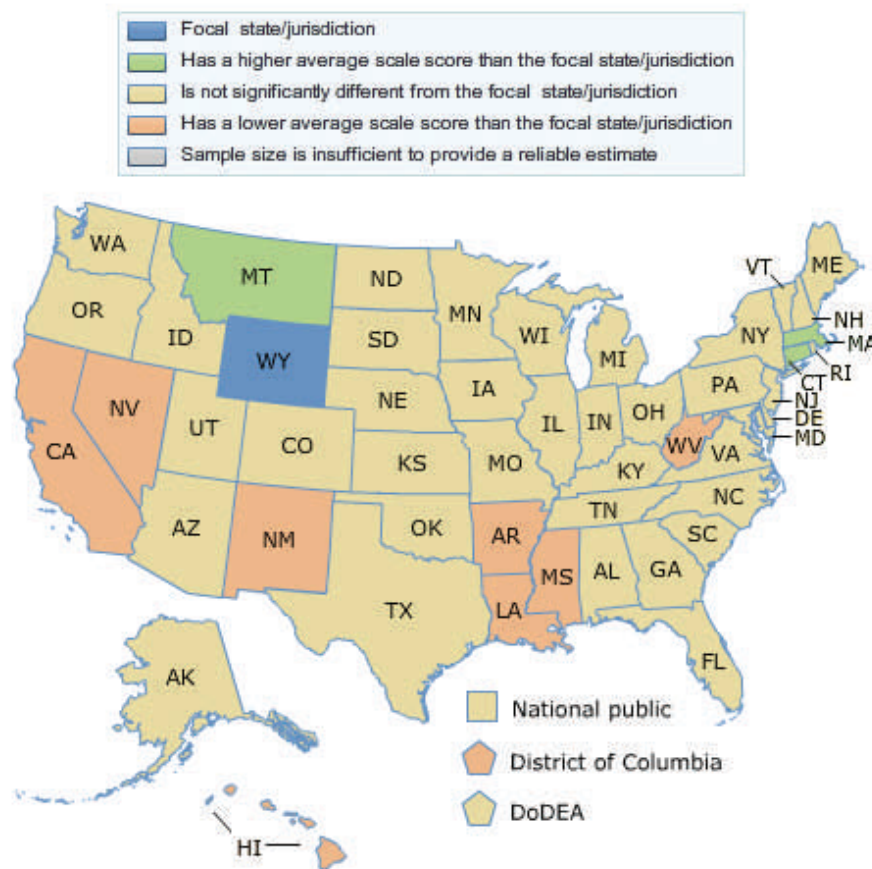 Focal state/jurisdiction
Has a higher average scale score than the focal state/jurisdiction
Is not significantly different from the focal state/jurisdiction
Has a lower average scale score than the focal state/jurisdiction
Sample size is insufficient to provide a reliable estimate
WA
MT
ND
MN
VT
ME
OR
ID
WY
SD
WI
MI
NY
NH
MA
RI
CT
NV
CA
UT
CO
NE
IA
IL
IN
OH
PA
NJ
DE
MD
KS
MO
KY
WV
VA
AZ
NM
OK
AR
TN
NC
SC
TX
LA
MS
AL
GA
FL
AK
HI
National public
District of Columbia
DoDEA